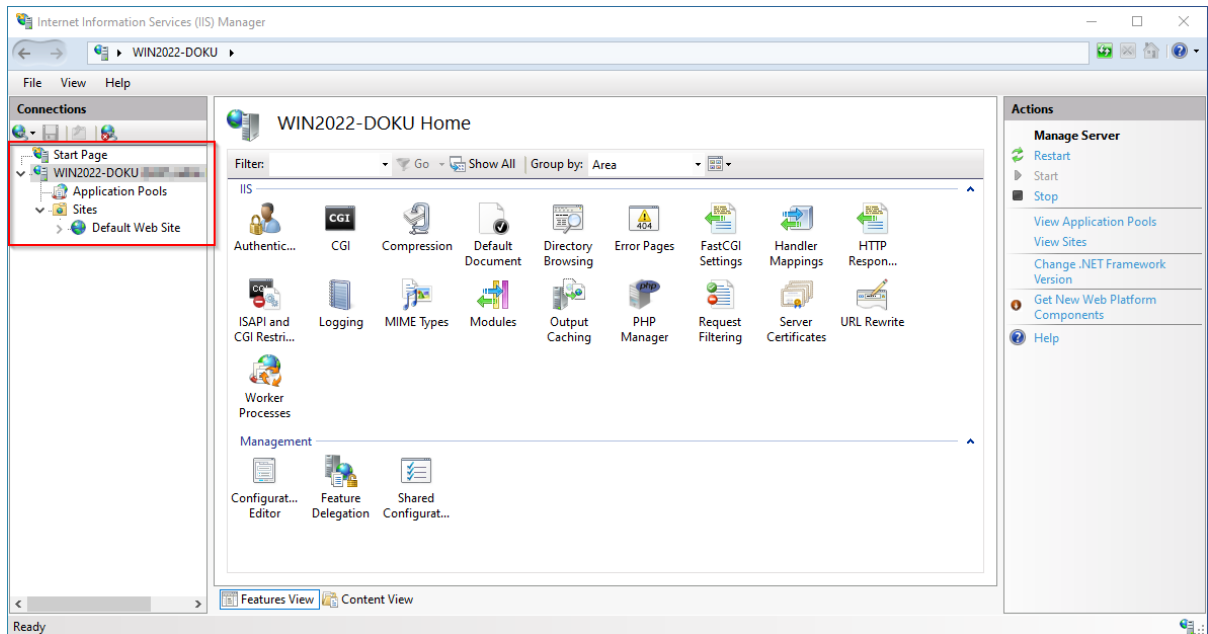 Internet Information Services (IIS) Manager
WIN2022-DOKU
File View Help
Connections
Start Page
WIN2022-DOKU
Application Pools
Sites
Default Web Site
WIN2022-DOKU Home
Filter: Go Show All Group by: Area
IIS
Authentic... CGI Compression Default Directory Error Pages FastCGI Handler HTTP
Document Browsing Settings Mappings Respon...
ISAPI and Logging MIME Types Modules Output PHP Request Server URL Rewrite
CGI Restri... Caching Manager Filtering Certificates
Worker
Processes
Management
Configurat... Feature Shared
Editor Delegation Configurat...
Features View Content View
Actions
Manage Server
Restart
Start
Stop
View Application Pools
View Sites
Change .NET Framework
Version
Get New Web Platform
Components
Help
Ready